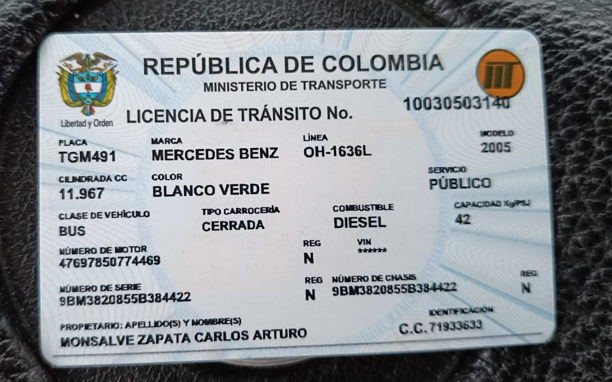 REPÚBLICA DE COLOMBIA
MINISTERIO DE TRANSPORTE
Libertad y Orden
LICENCIA DE TRÁNSITO No. 10030503140
PLACA MARCA LÍNEA MODELO
TGM491 MERCEDES BENZ OH-1636L 2005
CILINDRADA CC COLOR SERVICIO
11.967 BLANCO VERDE PÚBLICO
CLASE DE VEHÍCULO TIPO CARROCERÍA COMBUSTIBLE CAPACIDAD Kg/PSJ
BUS CERRADA DIESEL 42
NÚMERO DE MOTOR REG VIN
47697850774469 N ******
NÚMERO DE SERIE REG NÚMERO DE CHASIS REG
9BM3820855B384422 N 9BM3820855B384422 N
PROPIETARIO: APELLIDO(S) Y NOMBRE(S) IDENTIFICACIÓN
MONSALVE ZAPATA CARLOS ARTURO C.C. 71933633